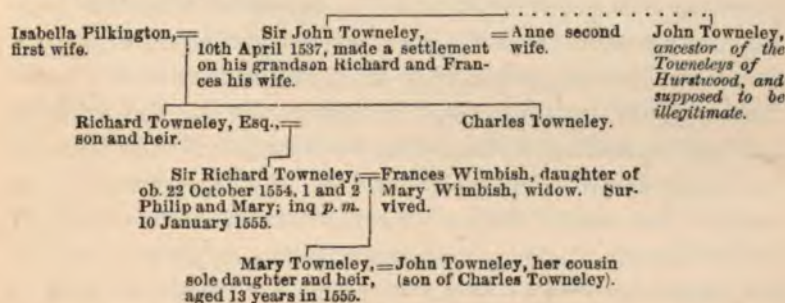 Isabella Pilkington,=
first wife.
Sir John Towneley,
10th April 1537, made a settlement
on his grandson Richard and Fran-
ces his wife.
=Anne second
wife.
John Towneley,
ancestor of the
Towneleys of
Hurstwood, and
supposed to be
illegitimate.
Richard Towneley, Esq.,=
son and heir.
Charles Towneley.
Sir Richard Towneley,=
ob. 22 October 1554, 1 and 2
Philip and Mary; inq p. m.
10 January 1555.
Frances Wimbish, daughter of
Mary Wimbish, widow. Sur-
vived.
Mary Towneley,=
sole daughter and heir,
aged 13 years in 1555.
John Towneley, her cousin
(son of Charles Towneley).